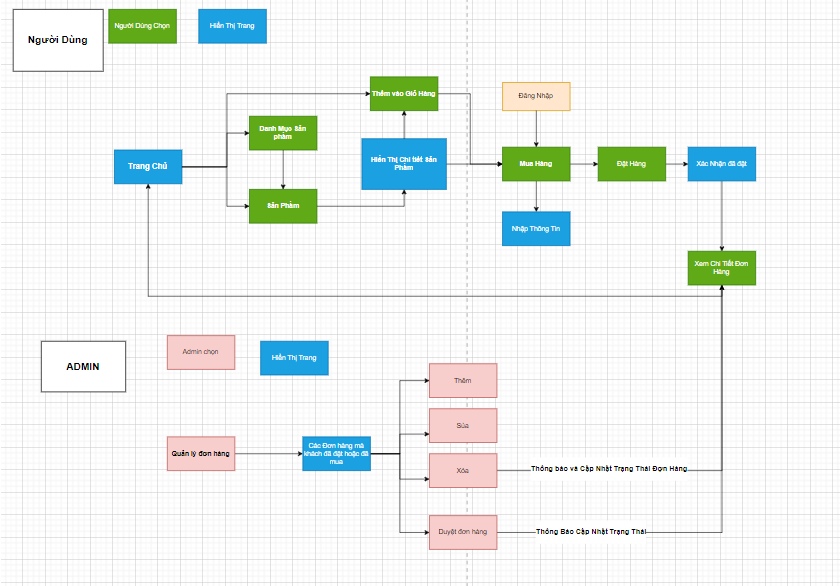 Người Dùng
Người Dùng Chọn
Hiển Thị Trang
Thêm vào Giỏ Hàng
Đăng Nhập
Danh Mục Sản
phẩm
Trang Chủ
Hiển Thị Chi tiết Sản
Phẩm
Mua Hàng
Đặt Hàng
Xác Nhận đã đặt
Sản Phẩm
Nhập Thông Tin
Xem Chi Tiết Đơn
Hàng
ADMIN
Admin chọn
Hiển Thị Trang
Thêm
Sửa
Quản lý đơn hàng
Các Đơn hàng mà
khách đã đặt hoặc đã
mua
Xóa
Thông báo và Cập Nhật Trạng Thái Đơn Hàng
Duyệt đơn hàng
Thông Báo Cập Nhật Trạng Thái